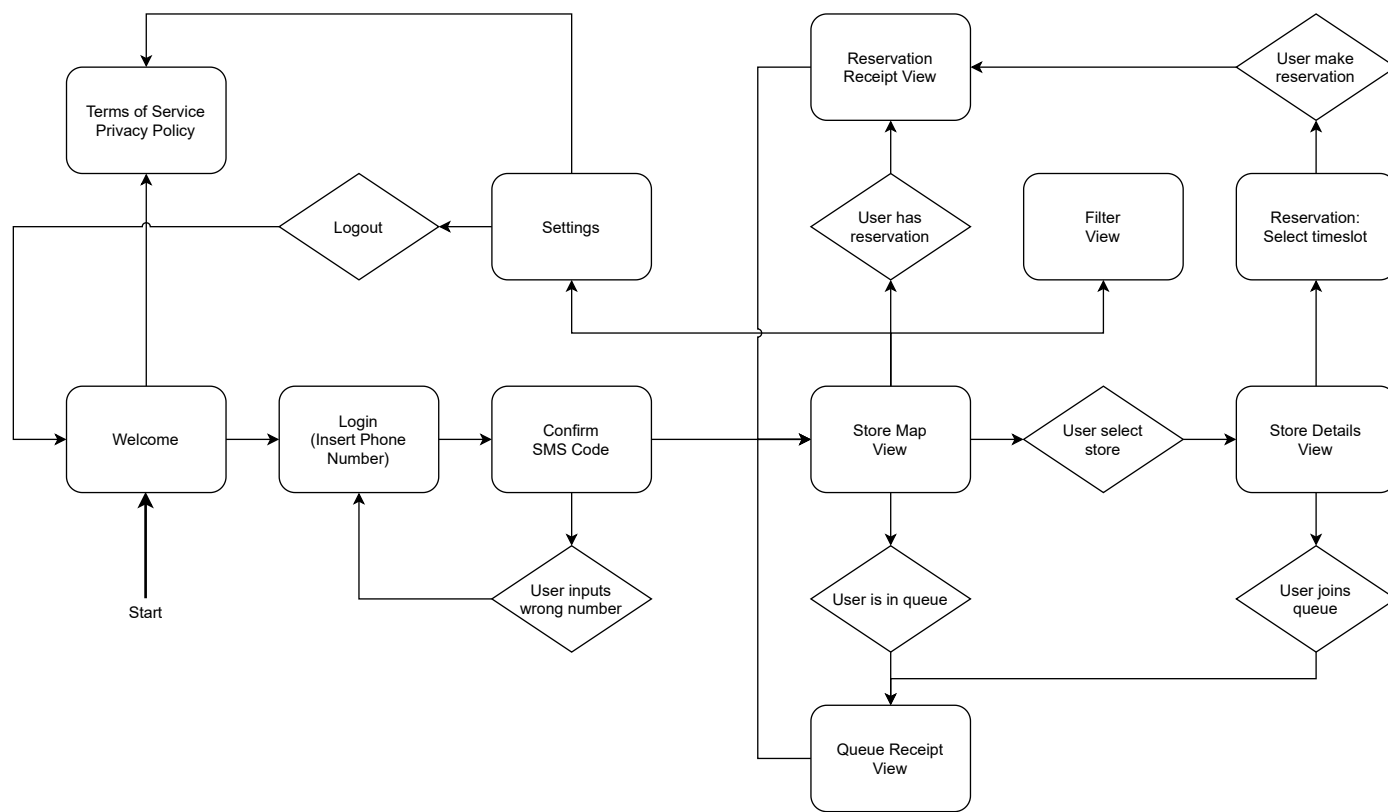 Reservation
Receipt View
User make
reservation
Terms of Service
Privacy Policy
Logout
Settings
User has
reservation
Filter
View
Reservation:
Select timeslot
Welcome
Login
(Insert Phone
Number)
Confirm
SMS Code
Store Map
View
User select
store
Store Details
View
Start
User inputs
wrong number
User is in queue
User joins
queue
Queue Receipt
View